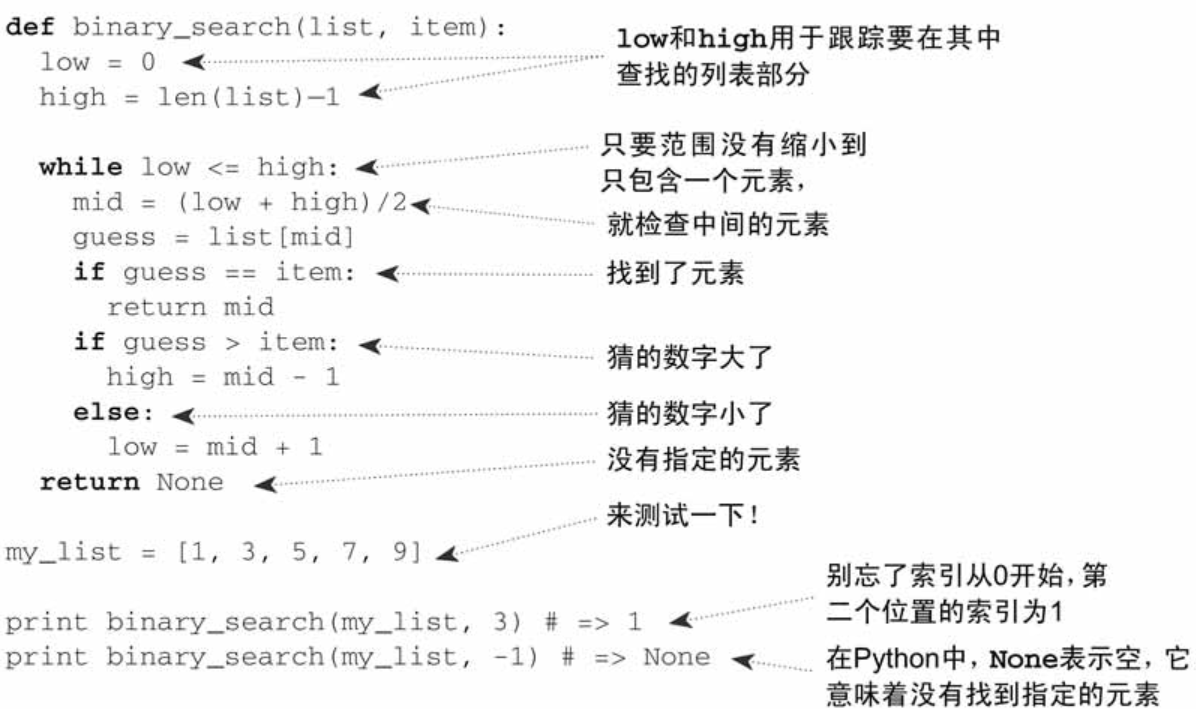 def binary_search(list, item):
low = 0
high = len(list)—1
low和high用于跟踪要在其中
查找的列表部分
while low <= high:
只要范围没有缩小到
只包含一个元素，
mid = (low + high)/2
就检查中间的元素
guess = list[mid]
if guess == item:
找到了元素
return mid
if guess > item:
猜的数字大了
high = mid - 1
else:
猜的数字小了
low = mid + 1
没有指定的元素
return None
来测试一下！
my_list = [1, 3, 5, 7, 9]
别忘了索引从0开始，第
二个位置的索引为1
print binary_search(my_list, 3) # => 1
print binary_search(my_list, -1) # => None
在Python中，None表示空，它
意味着没有找到指定的元素